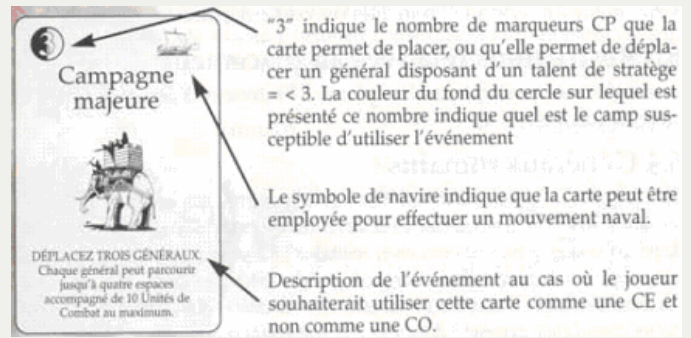 3
Campagne
majeure
DÉPLACEZ TROIS GÉNÉRAUX
Chaque général peut parcourir
jusqu'à quatre espaces
accompagné de 10 Unités de
Combat au maximum.
"3" indique le nombre de marqueurs CP que la
carte permet de placer, ou qu'elle permet de dépla-
cer un général disposant d'un talent de stratège
= < 3. La couleur du fond du cercle sur lequel est
présenté ce nombre indique quel est le camp sus-
ceptible d'utiliser l'événement
Le symbole de navire indique que la carte peut être
employée pour effectuer un mouvement naval.
Description de l'événement au cas où le joueur
souhaiterait utiliser cette carte comme une CE et
non comme une CO.